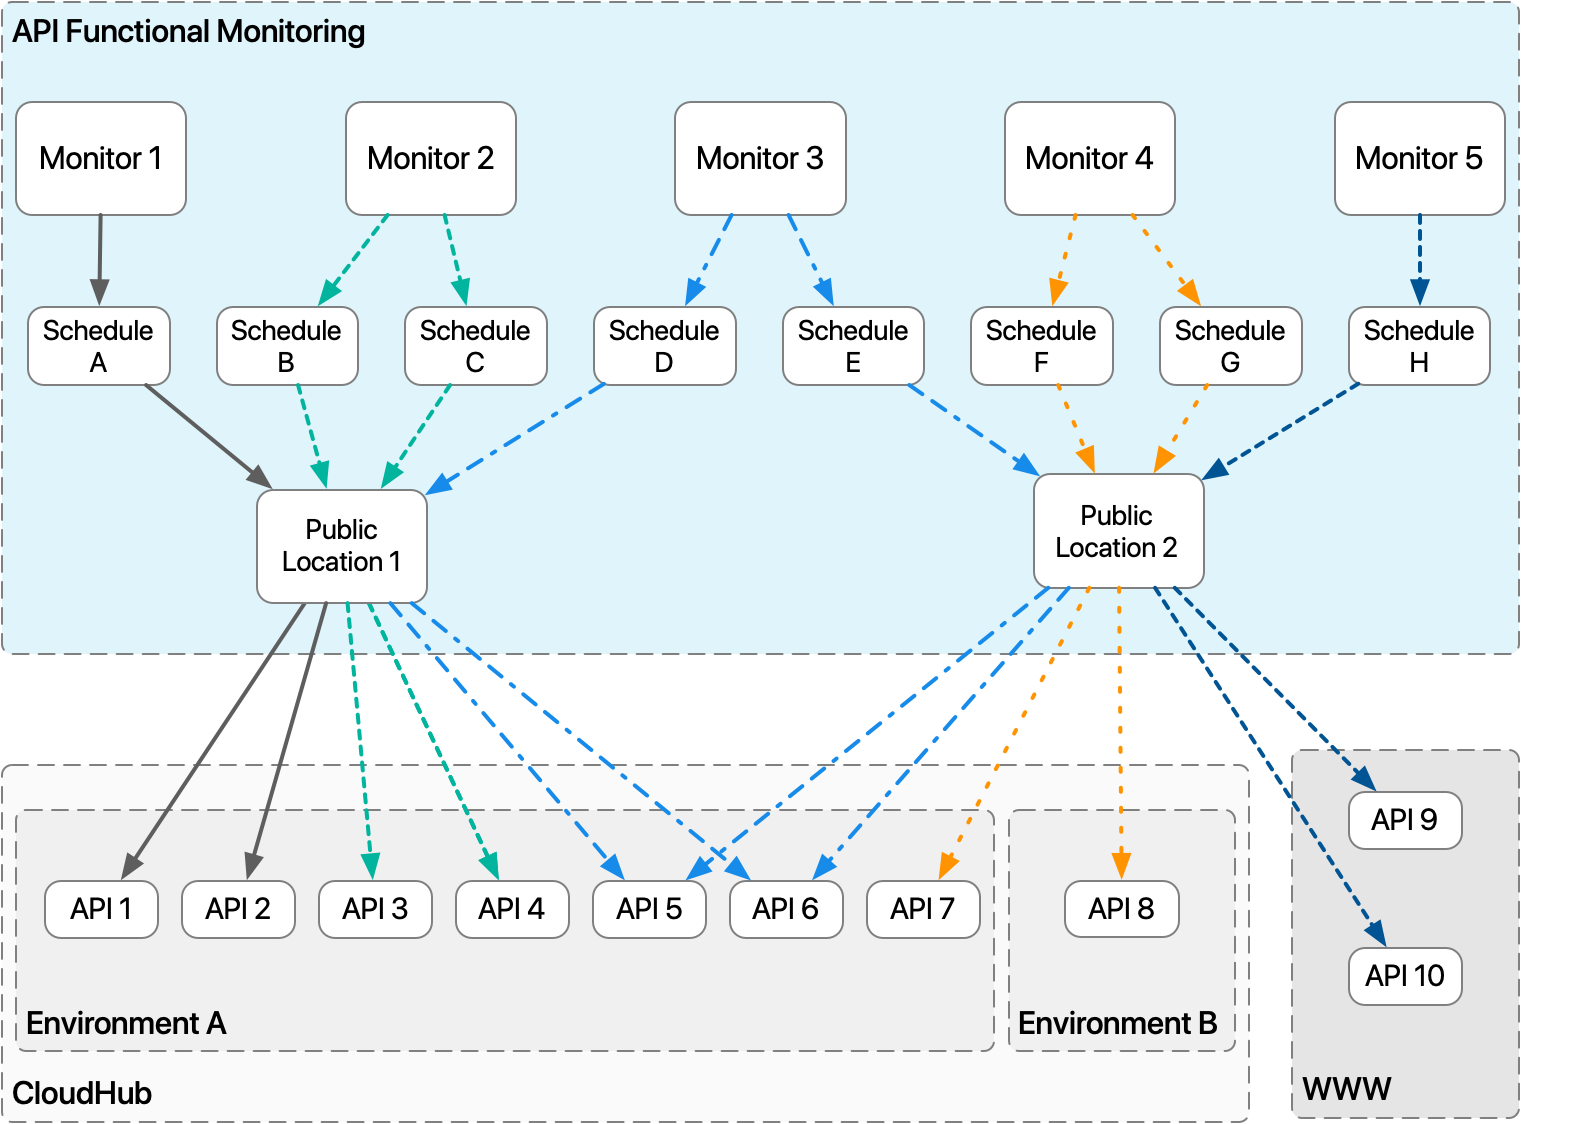 API Functional Monitoring
Monitor 1
Monitor 2
Monitor 3
Monitor 4
Monitor 5
Schedule
A
Schedule
B
Schedule
C
Schedule
D
Schedule
E
Schedule
F
Schedule
G
Schedule
H
Public
Location 1
Public
Location 2
API 9
API 1
API 2
API 3
API 4
API 5
API 6
API 7
API 8
API 10
Environment A
Environment B
CloudHub
WWW